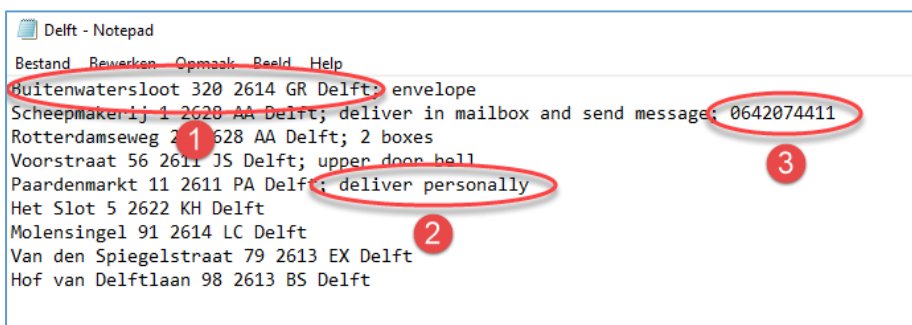 Delft - Notepad
Bestand Bewerken Opmaak Beeld Help
Buitenwatersloot 320 2614 GR Delft; envelope
Scheepmakerij 1 2628 AA Delft; deliver in mailbox and send message; 0642074411
Rotterdamseweg 628 AA Delft; 2 boxes
Voorstraat 56 2611 JS Delft; upper door bell
Paardenmarkt 11 2611 PA Delft; deliver personally
Het Slot 5 2622 KH Delft
Molensingel 91 2614 LC Delft
Van den Spiegelstraat 79 2613 EX Delft
Hof van Delftlaan 98 2613 BS Delft
1
2
3